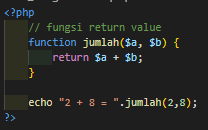 <?php
// fungsi return value
function jumlah($a, $b) {
return $a + $b;
}
echo "2 + 8 = ".jumlah(2,8);
?>